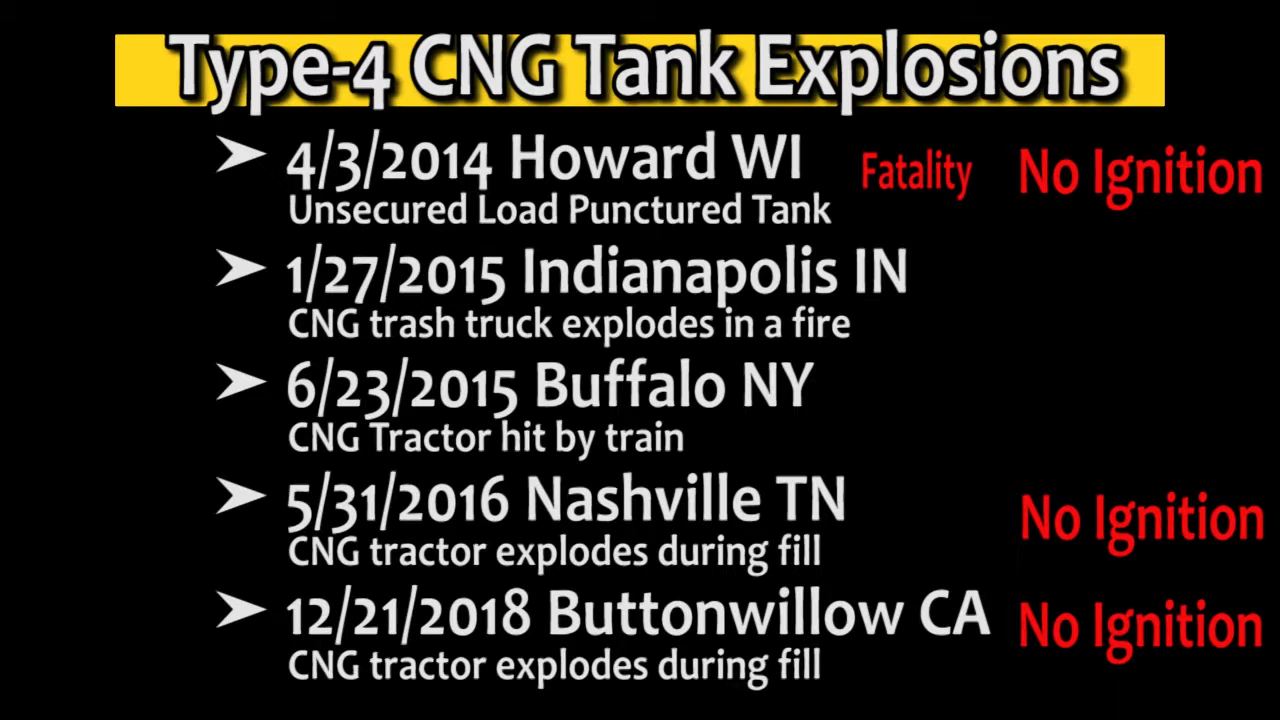 Type-4 CNG Tank Explosions
➤ 4/3/2014 Howard WI Fatality No Ignition
Unsecured Load Punctured Tank
➤ 1/27/2015 Indianapolis IN
CNG trash truck explodes in a fire
➤ 6/23/2015 Buffalo NY
CNG Tractor hit by train
➤ 5/31/2016 Nashville TN No Ignition
CNG tractor explodes during fill
➤ 12/21/2018 Buttonwillow CA No Ignition
CNG tractor explodes during fill